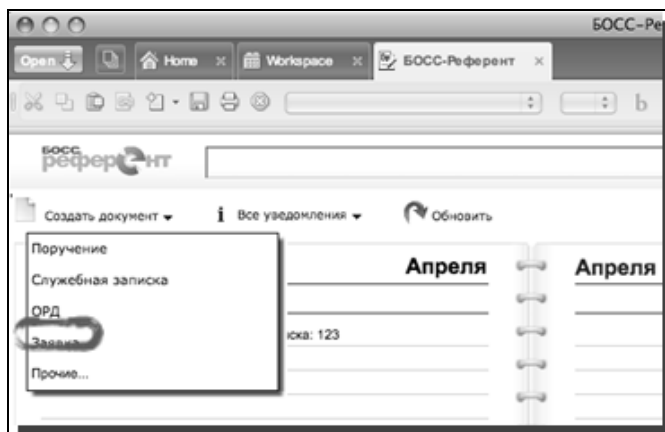 БОСС-Ре
Open Home × Workspace × БОСС-Референт ×
b
БОСС
референт
Создать документ Все уведомления Обновить
Поручение
Служебная записка
ОРД
Заявка
Прочие...
Апреля Апреля
иска: 123